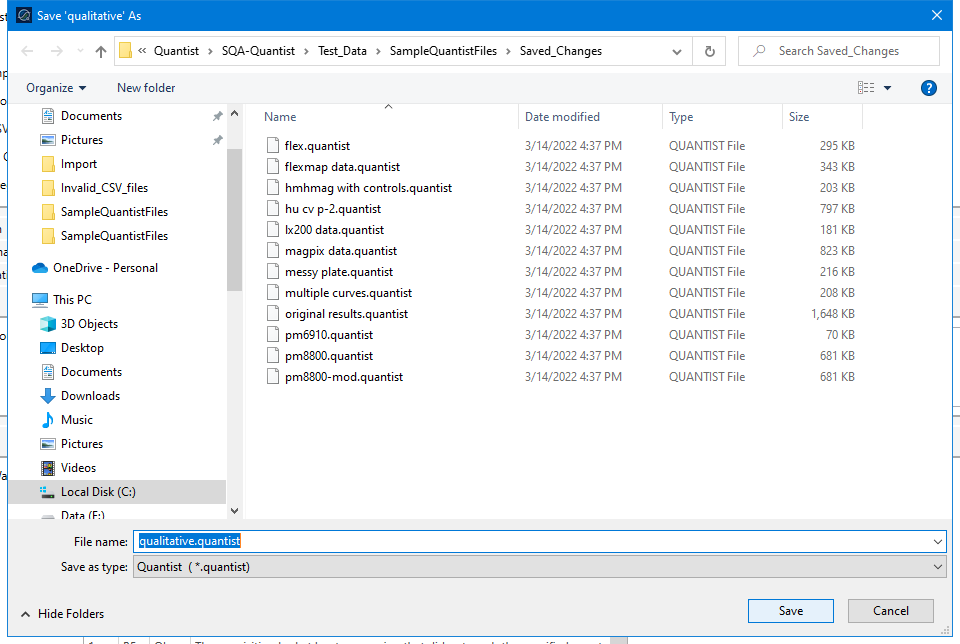 Save 'qualitative' As
« Quantist › SQA-Quantist › Test_Data › SampleQuantistFiles › Saved_Changes
Search Saved_Changes
Organize
New folder
Documents
Pictures
Import
Invalid_CSV_files
SampleQuantistFiles
SampleQuantistFiles
OneDrive - Personal
This PC
3D Objects
Desktop
Documents
Downloads
Music
Pictures
Videos
Local Disk (C:)
Name Date modified Type Size
flex.quantist 3/14/2022 4:37 PM QUANTIST File 295 KB
flexmap data.quantist 3/14/2022 4:37 PM QUANTIST File 343 KB
hmhmag with controls.quantist 3/14/2022 4:37 PM QUANTIST File 203 KB
hu cv p-2.quantist 3/14/2022 4:37 PM QUANTIST File 797 KB
lx200 data.quantist 3/14/2022 4:37 PM QUANTIST File 181 KB
magpix data.quantist 3/14/2022 4:37 PM QUANTIST File 823 KB
messy plate.quantist 3/14/2022 4:37 PM QUANTIST File 216 KB
multiple curves.quantist 3/14/2022 4:37 PM QUANTIST File 208 KB
original results.quantist 3/14/2022 4:37 PM QUANTIST File 1,648 KB
pm6910.quantist 3/14/2022 4:37 PM QUANTIST File 70 KB
pm8800.quantist 3/14/2022 4:37 PM QUANTIST File 681 KB
pm8800-mod.quantist 3/14/2022 4:37 PM QUANTIST File 681 KB
File name: qualitative.quantist
Save as type: Quantist ( *.quantist)
Hide Folders
Save
Cancel